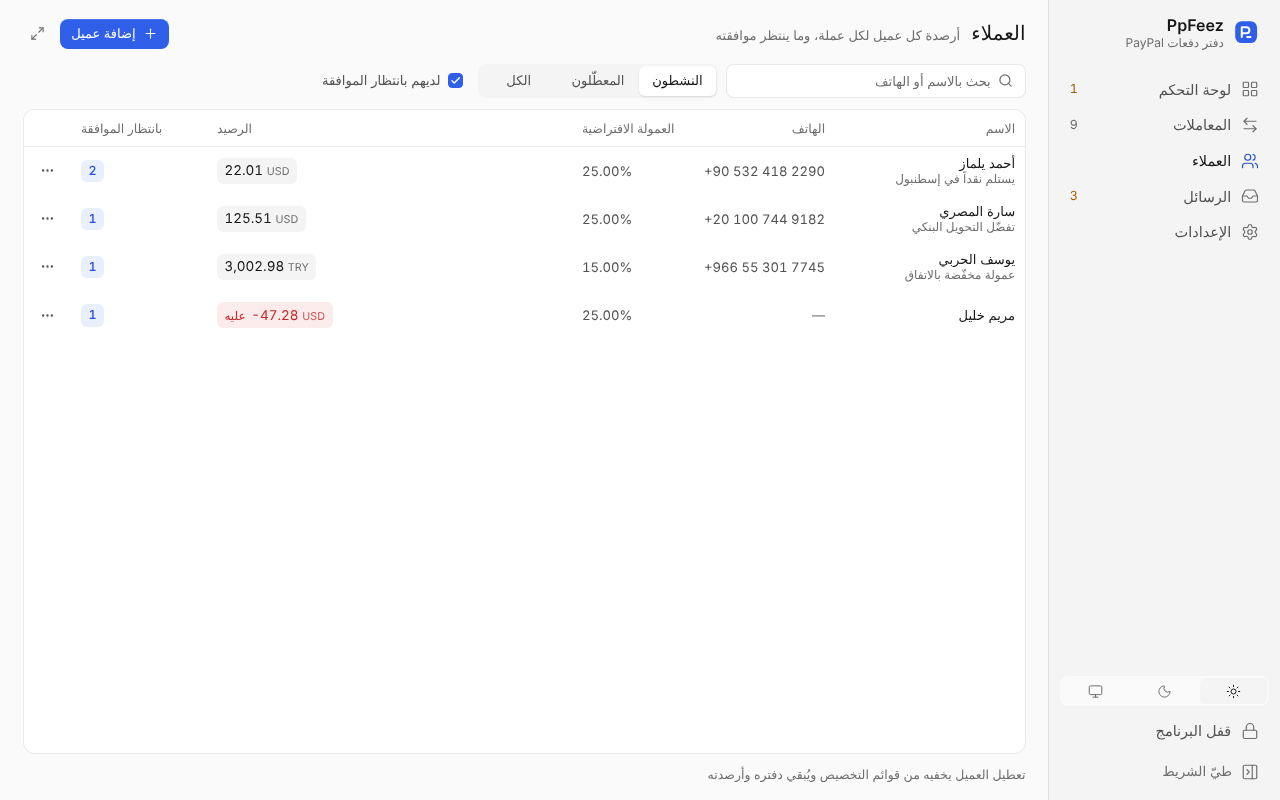 PpFeez
دفتر دفعات PayPal
لوحة التحكم 1
المعاملات 9
العملاء
الرسائل 3
الإعدادات
قفل البرنامج
طيّ الشريط
العملاء أرصدة كل عميل لكل عملة، وما ينتظر موافقته
إضافة عميل
بحث بالاسم أو الهاتف
النشطون المعطّلون الكل
لديهم بانتظار الموافقة
الاسم الهاتف العمولة الافتراضية الرصيد بانتظار الموافقة
أحمد يلماز +90 532 418 2290 25.00% 22.01 USD 2
يستلم نقداً في إسطنبول
سارة المصري +20 100 744 9182 25.00% 125.51 USD 1
تفضّل التحويل البنكي
يوسف الحربي +966 55 301 7745 15.00% 3,002.98 TRY 1
عمولة مخفّضة بالاتفاق
مريم خليل — 25.00% -47.28 USD عليه 1
تعطيل العميل يخفيه من قوائم التخصيص ويُبقي دفتره وأرصدته